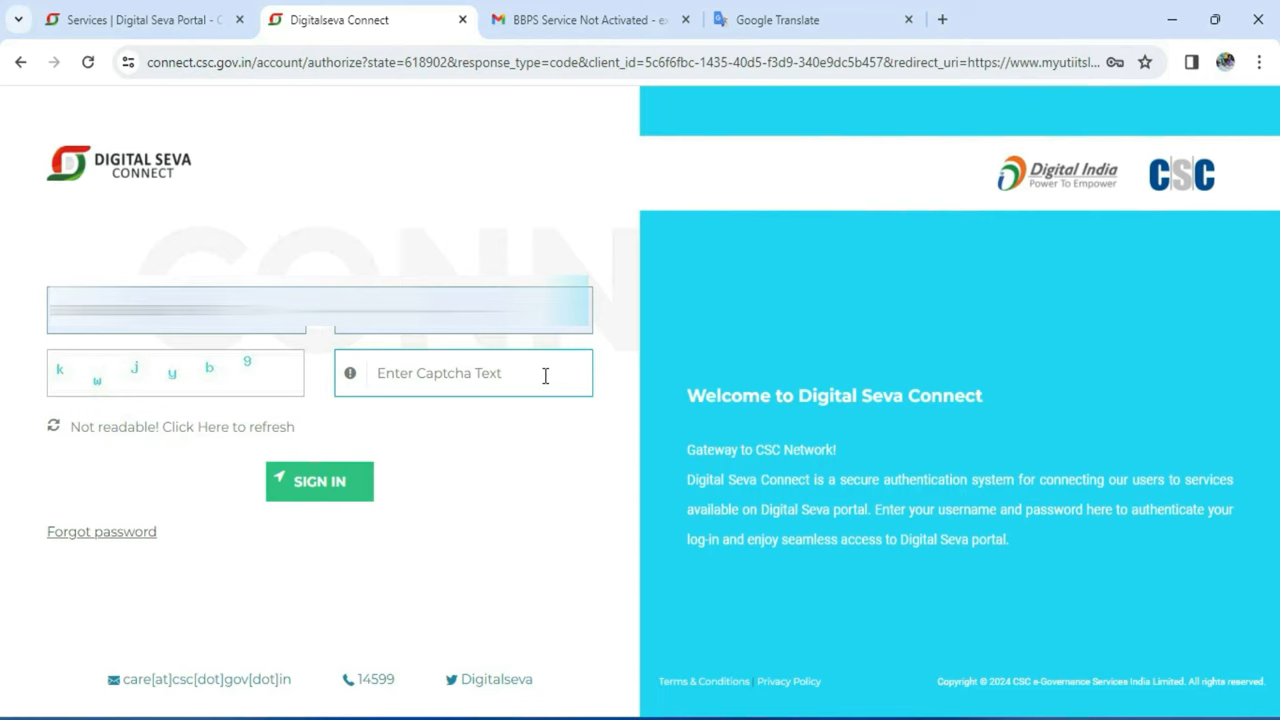 Services | Digital Seva Portal - C
Digitalseva Connect
BBPS Service Not Activated - e
Google Translate
connect.csc.gov.in/account/authorize?state=618902&response_type=code&client_id=5c6f6fbc-1435-40d5-f3d9-340e9dc5b457&redirect_uri=https://www.myutiitsl...
DIGITAL SEVA
CONNECT
Digital India
Power To Empower
CSC
CONN
k w j y b 9
Enter Captcha Text
Not readable! Click Here to refresh
SIGN IN
Forgot password
care[at]csc[dot]gov[dot]in
14599
Digitalseva
Welcome to Digital Seva Connect
Gateway to CSC Network!
Digital Seva Connect is a secure authentication system for connecting our users to services
available on Digital Seva portal. Enter your username and password here to authenticate your
log-in and enjoy seamless access to Digital Seva portal.
Terms & Conditions | Privacy Policy
Copyright © 2024 CSC e-Governance Services India Limited. All rights reserved.